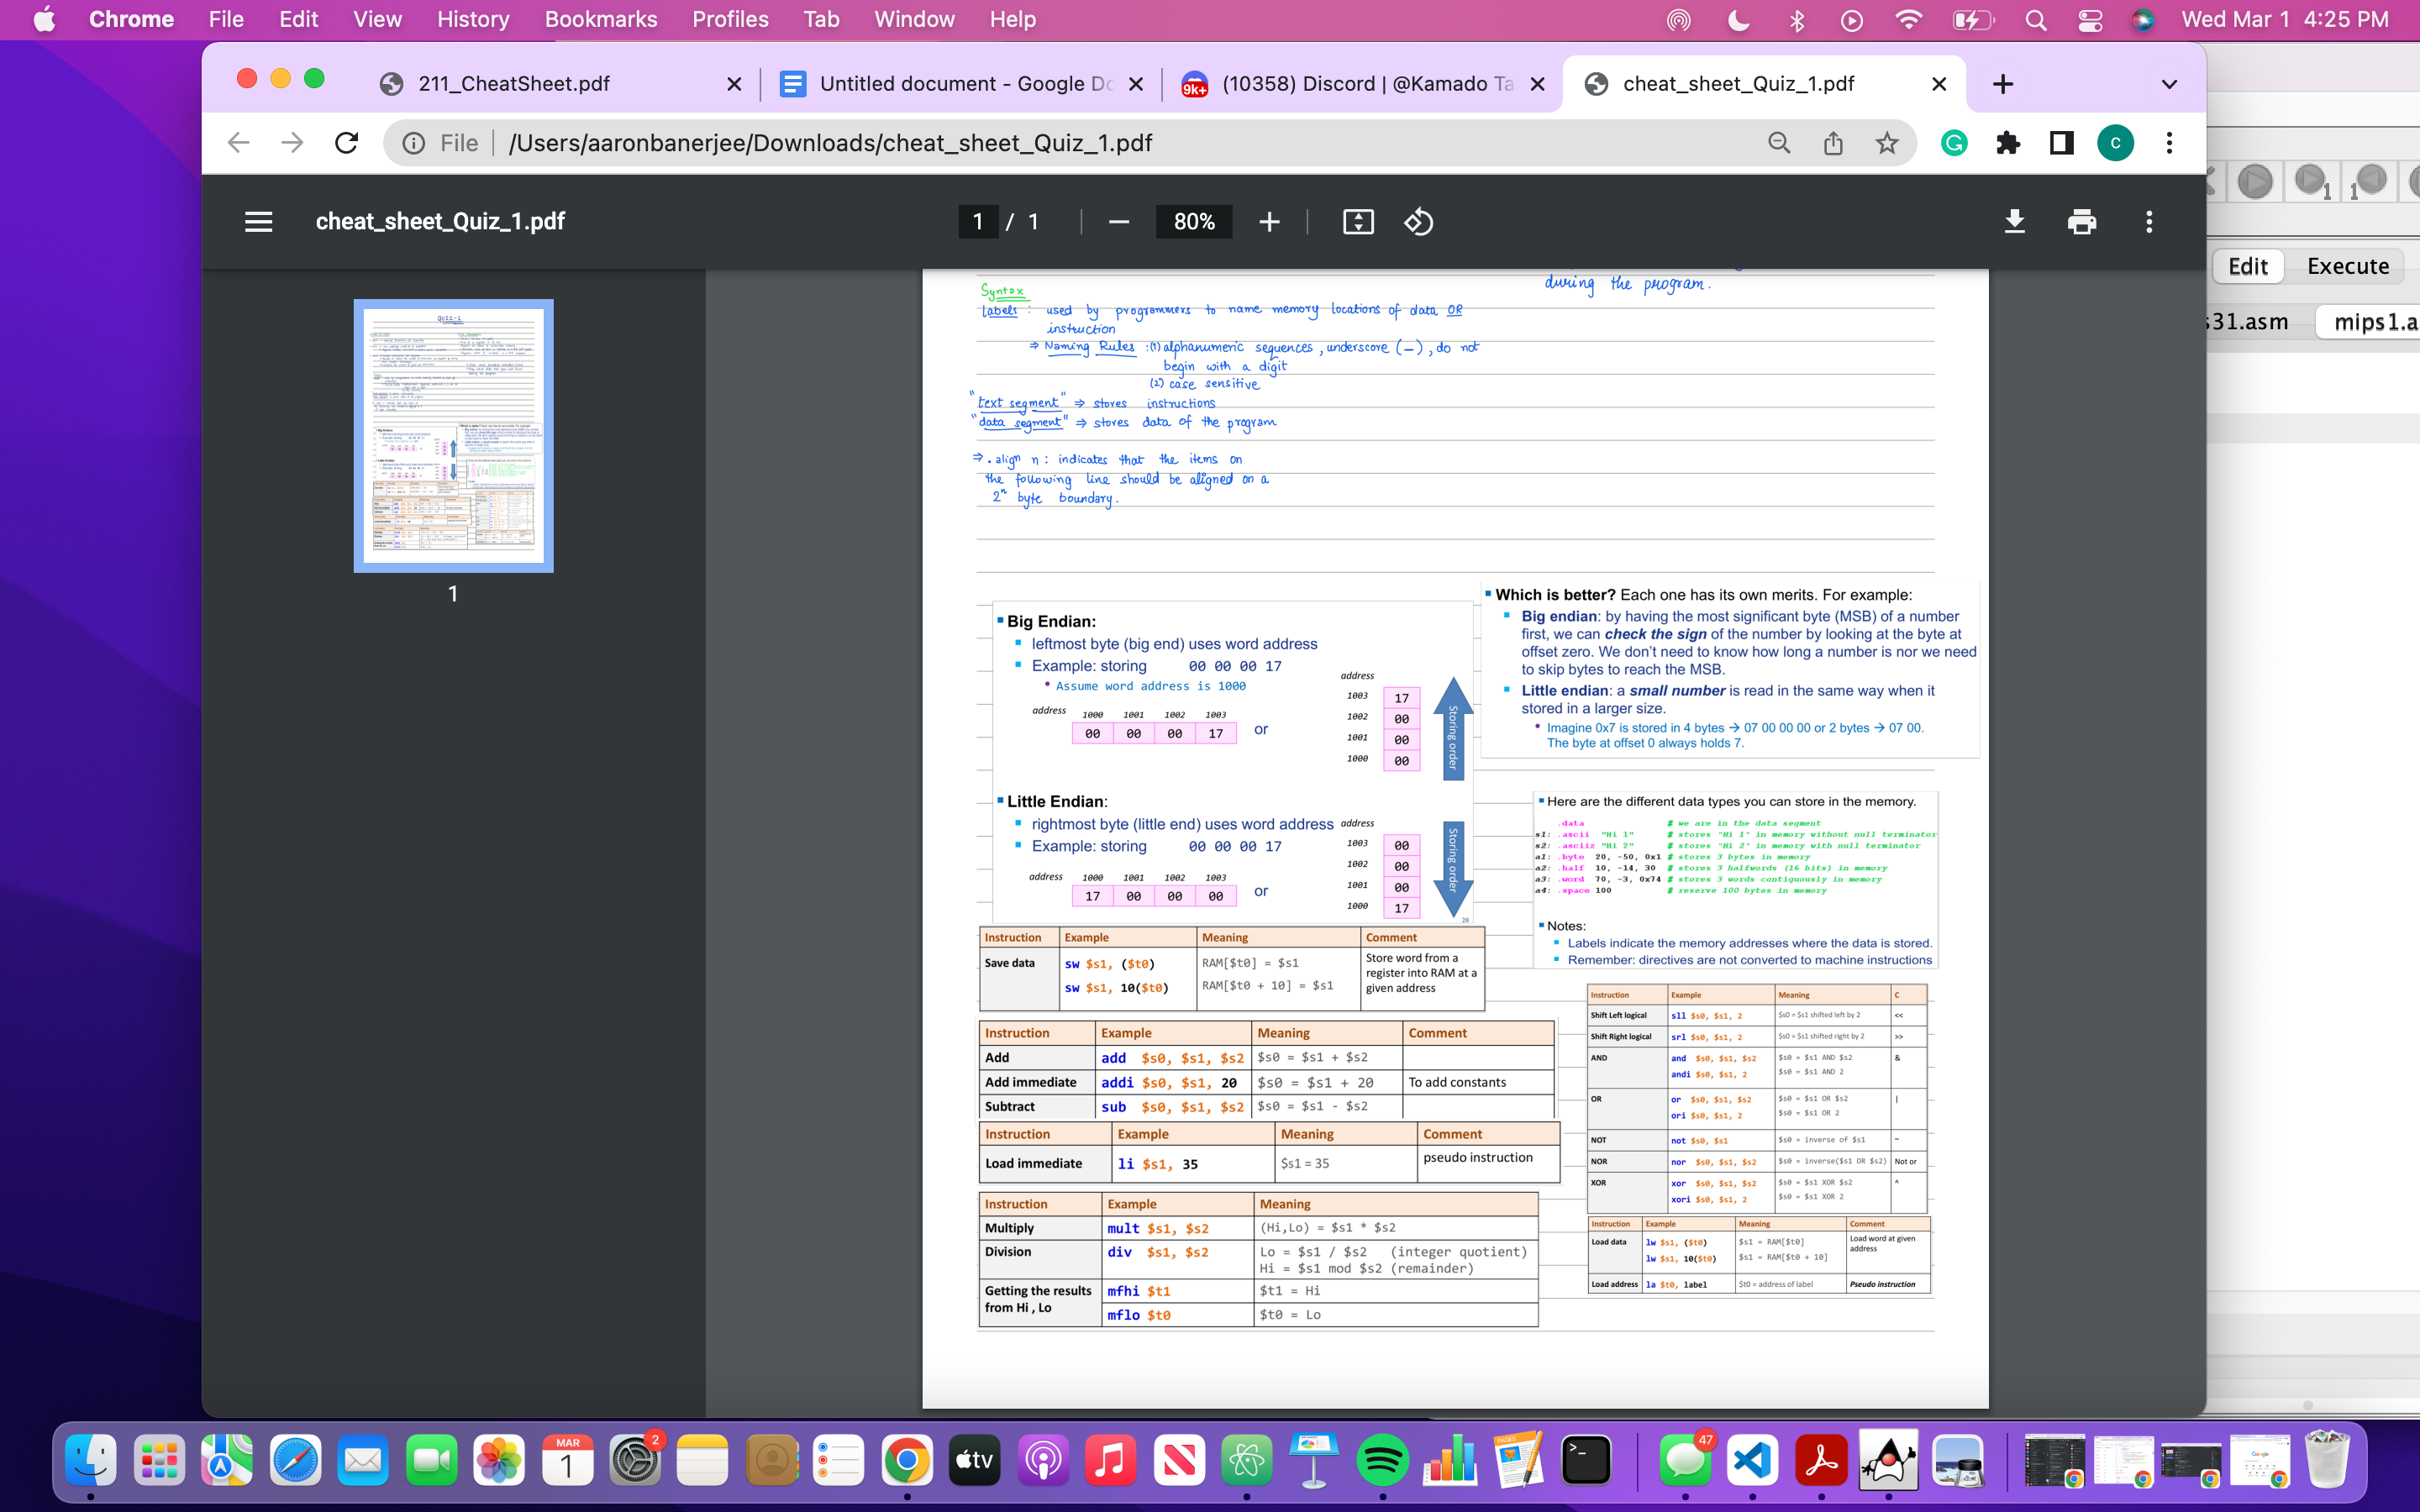 Chrome File Edit View History Bookmarks Profiles Tab Window Help Wed Mar 1 4:25 PM
211_CheatSheet.pdf Untitled document - Google Do (10358) Discord | @Kamado Ta cheat_sheet_Quiz_1.pdf
File /Users/aaronbanerjee/Downloads/cheat_sheet_Quiz_1.pdf
cheat_sheet_Quiz_1.pdf 1 / 1 80%
Edit Execute
s31.asm mips1.a
1
during the program.
Syntax
labels : used by programmers to name memory locations of data OR
instruction
⇒ Naming Rules :(1) alphanumeric sequences , underscore (_) , do not
begin with a digit
(2) case sensitive
"text segment" ⇒ stores instructions
"data segment" ⇒ stores data of the program
⇒ .align n : indicates that the items on
the following line should be aligned on a
2ⁿ byte boundary.
Big Endian:
leftmost byte (big end) uses word address
Example: storing 00 00 00 17
Assume word address is 1000
address 1000 1001 1002 1003
00 00 00 17 or
address
1003 17
1002 00
1001 00
1000 00
Storing order
Little Endian:
rightmost byte (little end) uses word address
Example: storing 00 00 00 17
address 1000 1001 1002 1003
17 00 00 00 or
address
1003 00
1002 00
1001 00
1000 17
Storing order
20
Which is better? Each one has its own merits. For example:
Big endian: by having the most significant byte (MSB) of a number
first, we can check the sign of the number by looking at the byte at
offset zero. We don't need to know how long a number is nor we need
to skip bytes to reach the MSB.
Little endian: a small number is read in the same way when it
stored in a larger size.
Imagine 0x7 is stored in 4 bytes → 07 00 00 00 or 2 bytes → 07 00.
The byte at offset 0 always holds 7.
Here are the different data types you can store in the memory.
.data # we are in the data segment
s1: .ascii "Hi 1" # stores "Hi 1" in memory without null terminator
s2: .asciiz "Hi 2" # stores "Hi 2" in memory with null terminator
a1: .byte 20, -50, 0x1 # stores 3 bytes in memory
a2: .half 10, -14, 30 # stores 3 halfwords (16 bits) in memory
a3: .word 70, -3, 0x74 # stores 3 words contiguously in memory
a4: .space 100 # reserve 100 bytes in memory
Notes:
Labels indicate the memory addresses where the data is stored.
Remember: directives are not converted to machine instructions
Instruction Example Meaning Comment
Save data sw $s1, ($t0) RAM[$t0] = $s1 Store word from a
register into RAM at a
sw $s1, 10($t0) RAM[$t0 + 10] = $s1 given address
Instruction Example Meaning Comment
Add add $s0, $s1, $s2 $s0 = $s1 + $s2
Add immediate addi $s0, $s1, 20 $s0 = $s1 + 20 To add constants
Subtract sub $s0, $s1, $s2 $s0 = $s1 - $s2
Instruction Example Meaning Comment
Load immediate li $s1, 35 $s1 = 35 pseudo instruction
Instruction Example Meaning
Multiply mult $s1, $s2 (Hi,Lo) = $s1 * $s2
Division div $s1, $s2 Lo = $s1 / $s2 (integer quotient)
Hi = $s1 mod $s2 (remainder)
Getting the results mfhi $t1 $t1 = Hi
from Hi , Lo mflo $t0 $t0 = Lo
Instruction Example Meaning C
Shift Left logical sll $s0, $s1, 2 $s0 = $s1 shifted left by 2 <<
Shift Right logical srl $s0, $s1, 2 $s0 = $s1 shifted right by 2 >>
AND and $s0, $s1, $s2 $s0 = $s1 AND $s2 &
andi $s0, $s1, 2 $s0 = $s1 AND 2
OR or $s0, $s1, $s2 $s0 = $s1 OR $s2 |
ori $s0, $s1, 2 $s0 = $s1 OR 2
NOT not $s0, $s1 $s0 = inverse of $s1 ~
NOR nor $s0, $s1, $s2 $s0 = inverse($s1 OR $s2) Not or
XOR xor $s0, $s1, $s2 $s0 = $s1 XOR $s2 ^
xori $s0, $s1, 2 $s0 = $s1 XOR 2
Instruction Example Meaning Comment
Load data lw $s1, ($t0) $s1 = RAM[$t0] Load word at given
address
lw $s1, 10($t0) $s1 = RAM[$t0 + 10]
Load address la $t0, label $t0 = address of label Pseudo instruction
MAR 1 2 tv 47